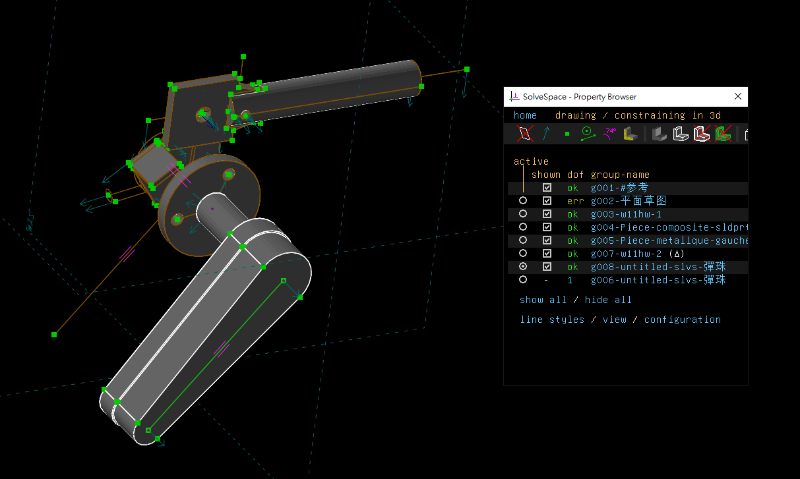 SolveSpace - Property Browser
home drawing / constraining in 3d
active
shown dof group-name
ok g001-#参考
err g002-平面草图
ok g003-w11hw-1
ok g004-Piece-composite-sldprt
ok g005-Piece-metallique-gauche
ok g007-w11hw-2 (Δ)
ok g008-untitled-slvs-彈珠
- 1 g006-untitled-slvs-彈珠
show all / hide all
line styles / view / configuration